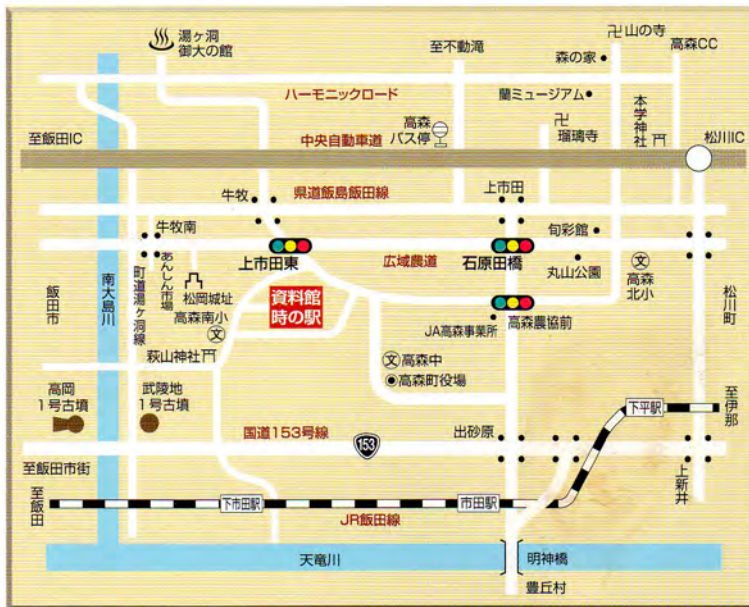 湯ヶ洞
御大の館
至不動滝
卍山の寺
森の家
高森CC
ハーモニックロード
蘭ミュージアム
本学神社
高森
バス停
卍
瑠璃寺
至飯田IC
中央自動車道
松川IC
牛牧
県道飯島飯田線
上市田
牛牧南
旬彩館
上市田東
広域農道
石原田橋
丸山公園
文
高森
北小
飯田市
南大島川
町道湯ヶ洞線
あんしん市場
松岡城址
高森南小
文
資料館
時の駅
JA高森事業所
高森農協前
松川町
萩山神社
文高森中
高森町役場
高岡
1号古墳
武陵地
1号古墳
下平駅
至伊那
国道153号線
153
出砂原
至飯田市街
上新井
至飯田
下市田駅
市田駅
JR飯田線
天竜川
明神橋
豊丘村